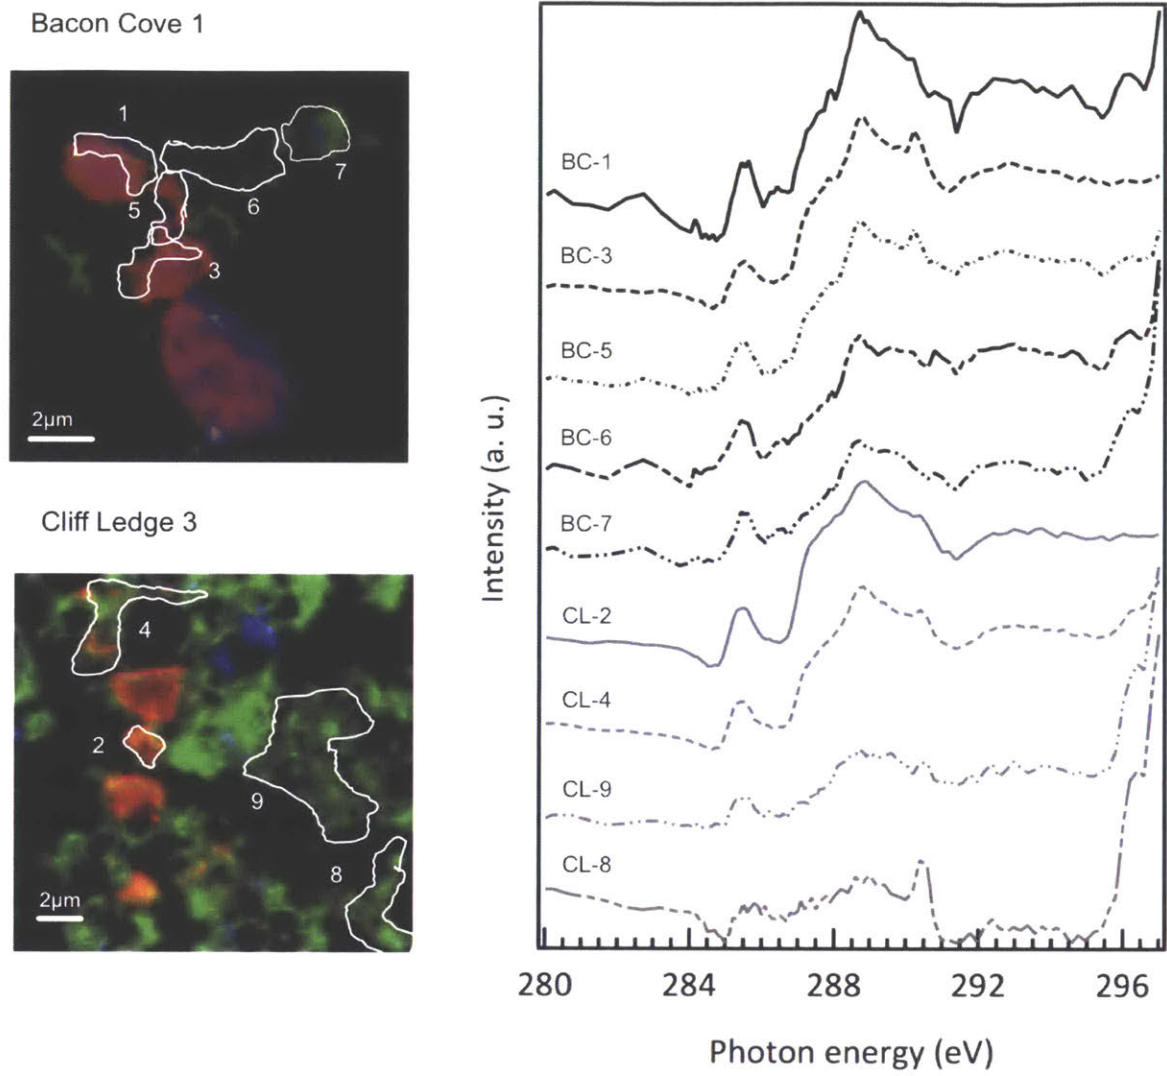 Bacon Cove 1
1
7
5
6
3
2µm
Cliff Ledge 3
4
2
9
8
2µm
BC-1
BC-3
BC-5
BC-6
BC-7
CL-2
CL-4
CL-9
CL-8
Intensity (a. u.)
280 284 288 292 296
Photon energy (eV)